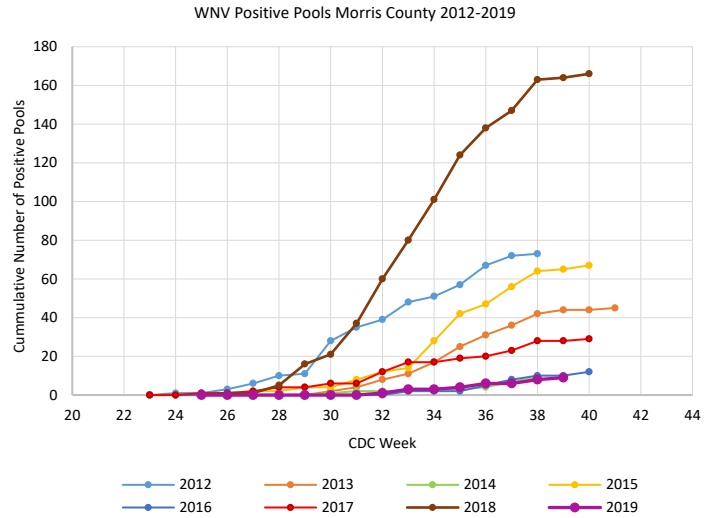 WNV Positive Pools Morris County 2012-2019
Cummulative Number of Positive Pools
180
160
140
120
100
80
60
40
20
0
20 22 24 26 28 30 32 34 36 38 40 42 44
CDC Week
2012 2013 2014 2015
2016 2017 2018 2019